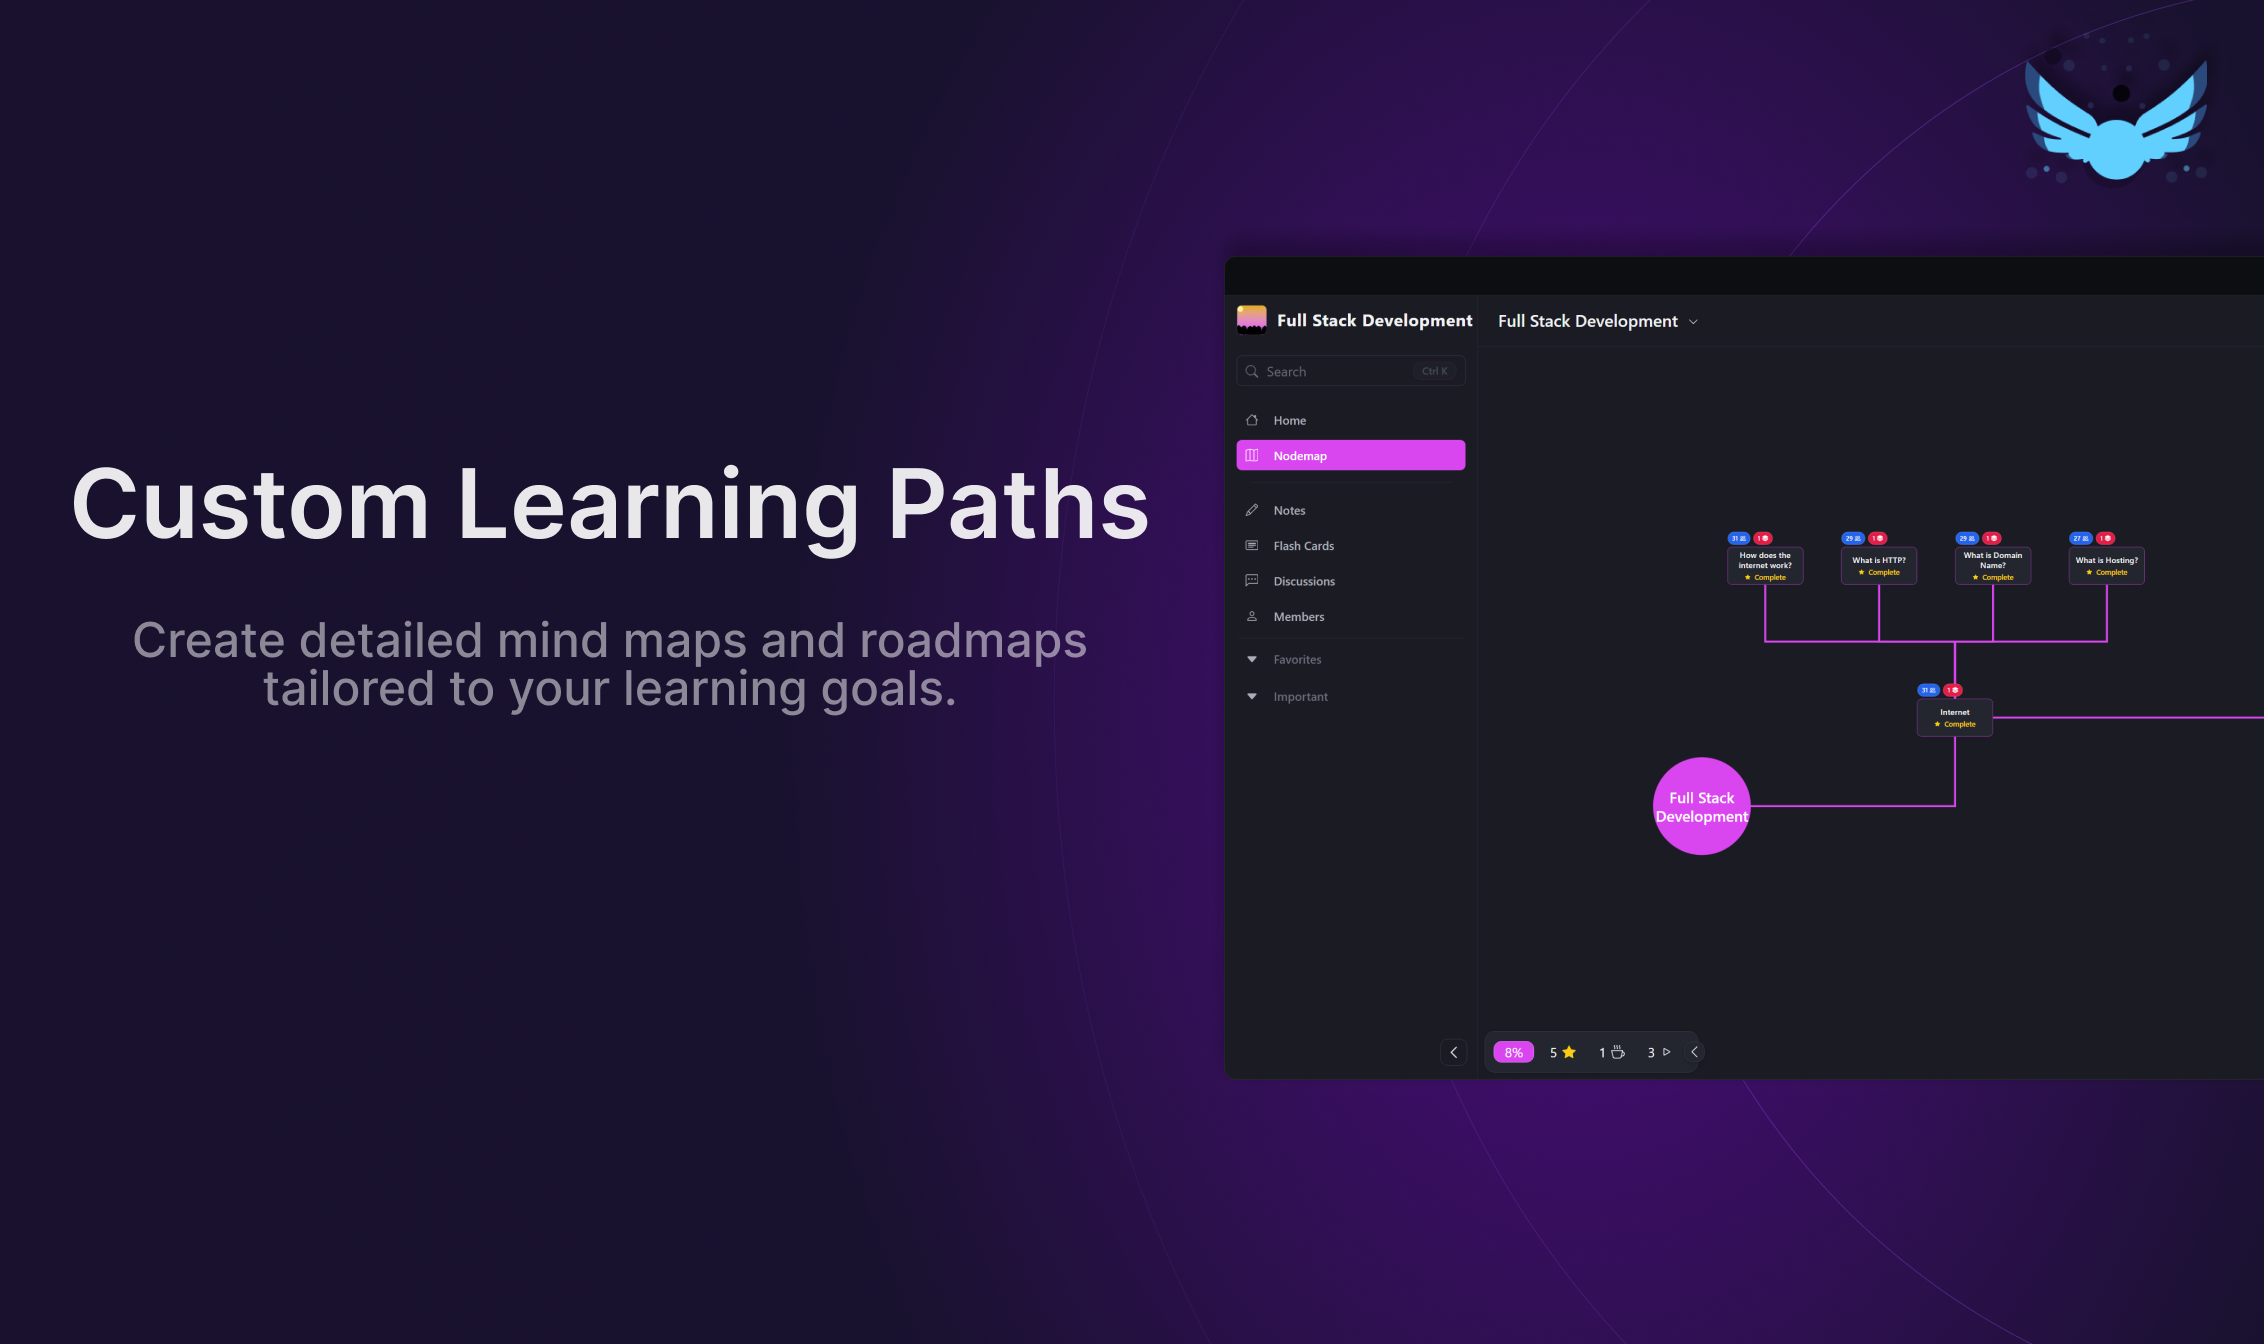 Custom Learning Paths
Create detailed mind maps and roadmaps
tailored to your learning goals.
Full Stack Development
Search
Ctrl K
Home
Nodemap
Notes
Flash Cards
Discussions
Members
Favorites
Important
Full Stack Development
31 1
How does the
internet work?
Complete
29 1
What is HTTP?
Complete
29 1
What is Domain
Name?
Complete
27 1
What is Hosting?
Complete
31 1
Internet
Complete
Full Stack
Development
8% 5 1 3